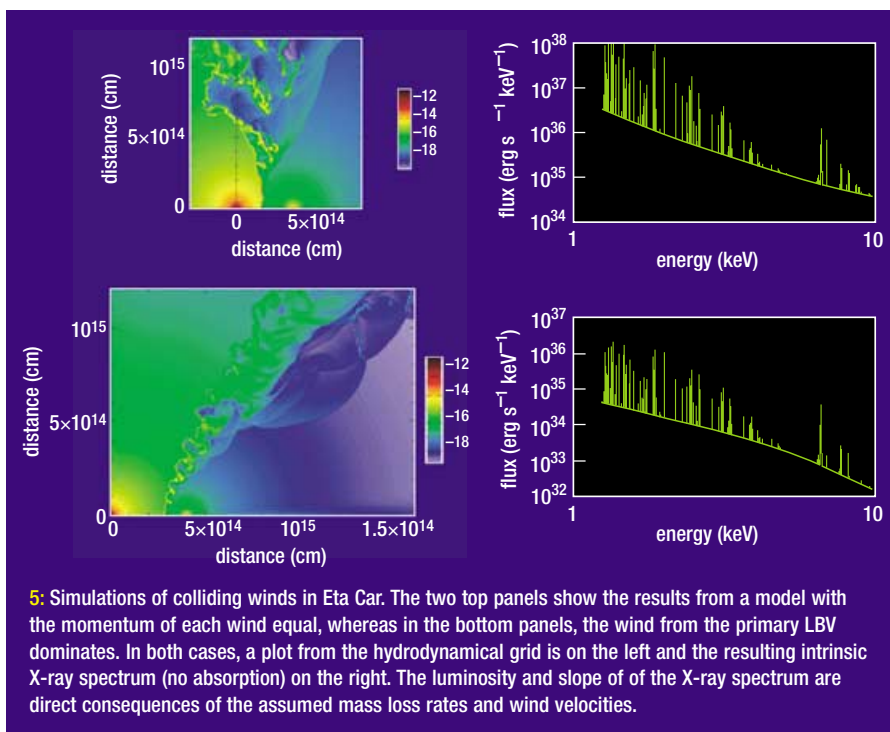 10^15
5×10^14
0
distance (cm)
0
5×10^14
distance (cm)
−12
−14
−16
−18
10^38
10^37
10^36
10^35
10^34
flux (erg s ^−1 keV^−1)
1
10
energy (keV)
10^15
5×10^14
0
distance (cm)
0
5×10^14
10^15
1.5×10^14
distance (cm)
−12
−14
−16
−18
10^37
10^36
10^35
10^34
10^33
10^32
flux (erg s^−1 keV^−1)
1
10
energy (keV)
5: Simulations of colliding winds in Eta Car. The two top panels show the results from a model with
the momentum of each wind equal, whereas in the bottom panels, the wind from the primary LBV
dominates. In both cases, a plot from the hydrodynamical grid is on the left and the resulting intrinsic
X-ray spectrum (no absorption) on the right. The luminosity and slope of of the X-ray spectrum are
direct consequences of the assumed mass loss rates and wind velocities.